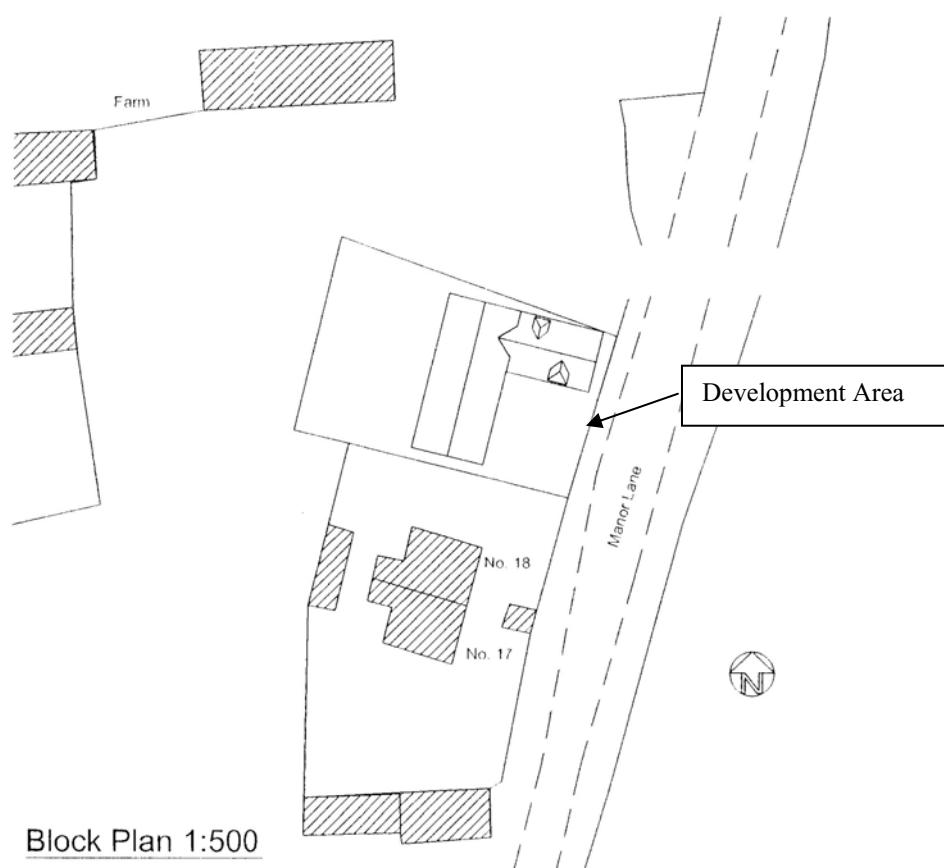 Farm
Development Area
Manor Lane
No. 18
No. 17
N
Block Plan 1:500